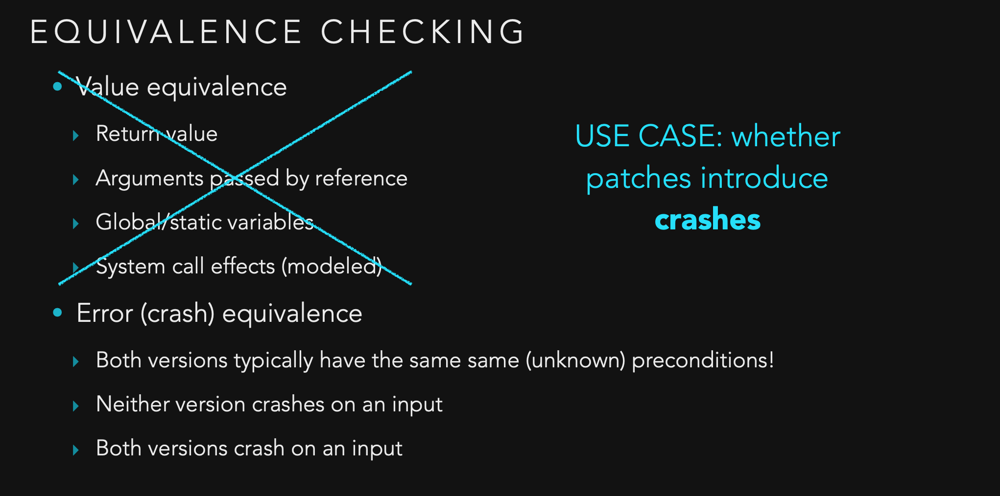 EQUIVALENCE CHECKING
Value equivalence
Return value
Arguments passed by reference
Global/static variables
System call effects (modeled)
USE CASE: whether
patches introduce
crashes
Error (crash) equivalence
Both versions typically have the same same (unknown) preconditions!
Neither version crashes on an input
Both versions crash on an input